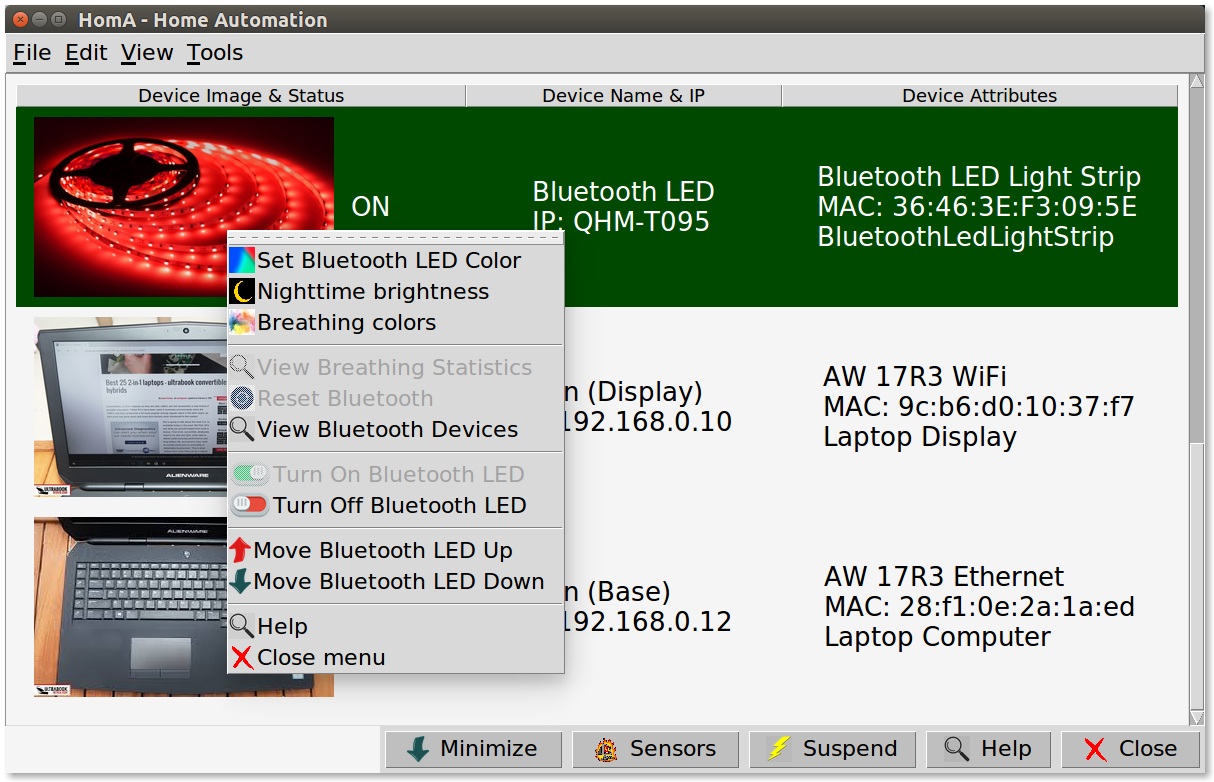 HomA - Home Automation
File Edit View Tools
Device Image & Status
Device Name & IP
Device Attributes
ON
Bluetooth LED
IP: QHM-T095
Bluetooth LED Light Strip
MAC: 36:46:3E:F3:09:5E
BluetoothLedLightStrip
Set Bluetooth LED Color
Nighttime brightness
Breathing colors
View Breathing Statistics
Reset Bluetooth
View Bluetooth Devices
Turn On Bluetooth LED
Turn Off Bluetooth LED
Move Bluetooth LED Up
Move Bluetooth LED Down
Help
Close menu
Best 25 2-in-1 laptops - ultrabook convertible
hybrids
ALIENWARE
ULTRABOOK
n (Display)
192.168.0.10
AW 17R3 WiFi
MAC: 9c:b6:d0:10:37:f7
Laptop Display
ALIENWARE
ULTRABOOK
n (Base)
192.168.0.12
AW 17R3 Ethernet
MAC: 28:f1:0e:2a:1a:ed
Laptop Computer
Minimize
Sensors
Suspend
Help
Close